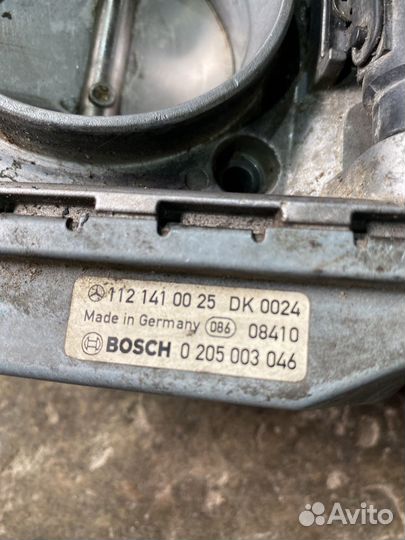 112 141 00 25 DK 0024
Made in Germany 086 08410
BOSCH 0 205 003 046
Avito